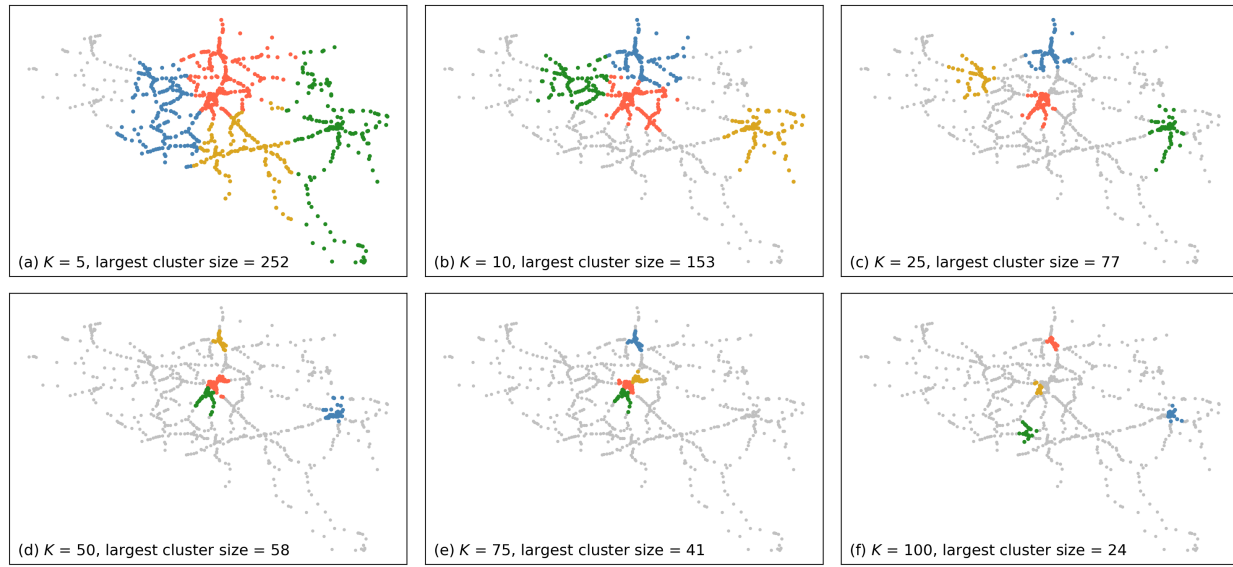 (a) K = 5, largest cluster size = 252
(b) K = 10, largest cluster size = 153
(c) K = 25, largest cluster size = 77
(d) K = 50, largest cluster size = 58
(e) K = 75, largest cluster size = 41
(f) K = 100, largest cluster size = 24